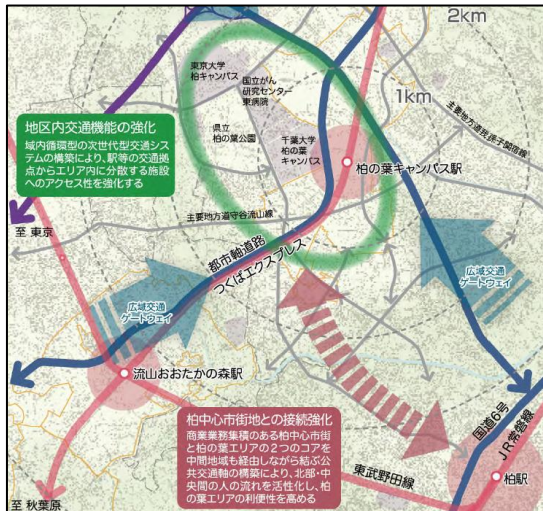 2km
東京大学
柏キャンパス
国立がん
研究センター
東病院
1km
主要地方道我孫子関宿線
地区内交通機能の強化
域内循環型の次世代型交通シス
テムの構築により、駅等の交通拠
点からエリア内に分散する施設
へのアクセス性を強化する
県立
柏の葉公園
千葉大学
柏の葉
キャンパス
柏の葉キャンパス駅
主要地方道守谷流山線
至 東京
都市軸道路
つくばエクスプレス
広域交通
ゲートウェイ
広域交通
ゲートウェイ
流山おおたかの森駅
国道6号
JR常磐線
柏中心市街地との接続強化
商業業務集積のある柏中心市街
と柏の葉エリアの2つのコアを
中間地域も経由しながら結ぶ公
共交通軸の構築により、北部・中
央間の人の流れを活性化し、柏
の葉エリアの利便性を高める
東武野田線
柏駅
至 秋葉原